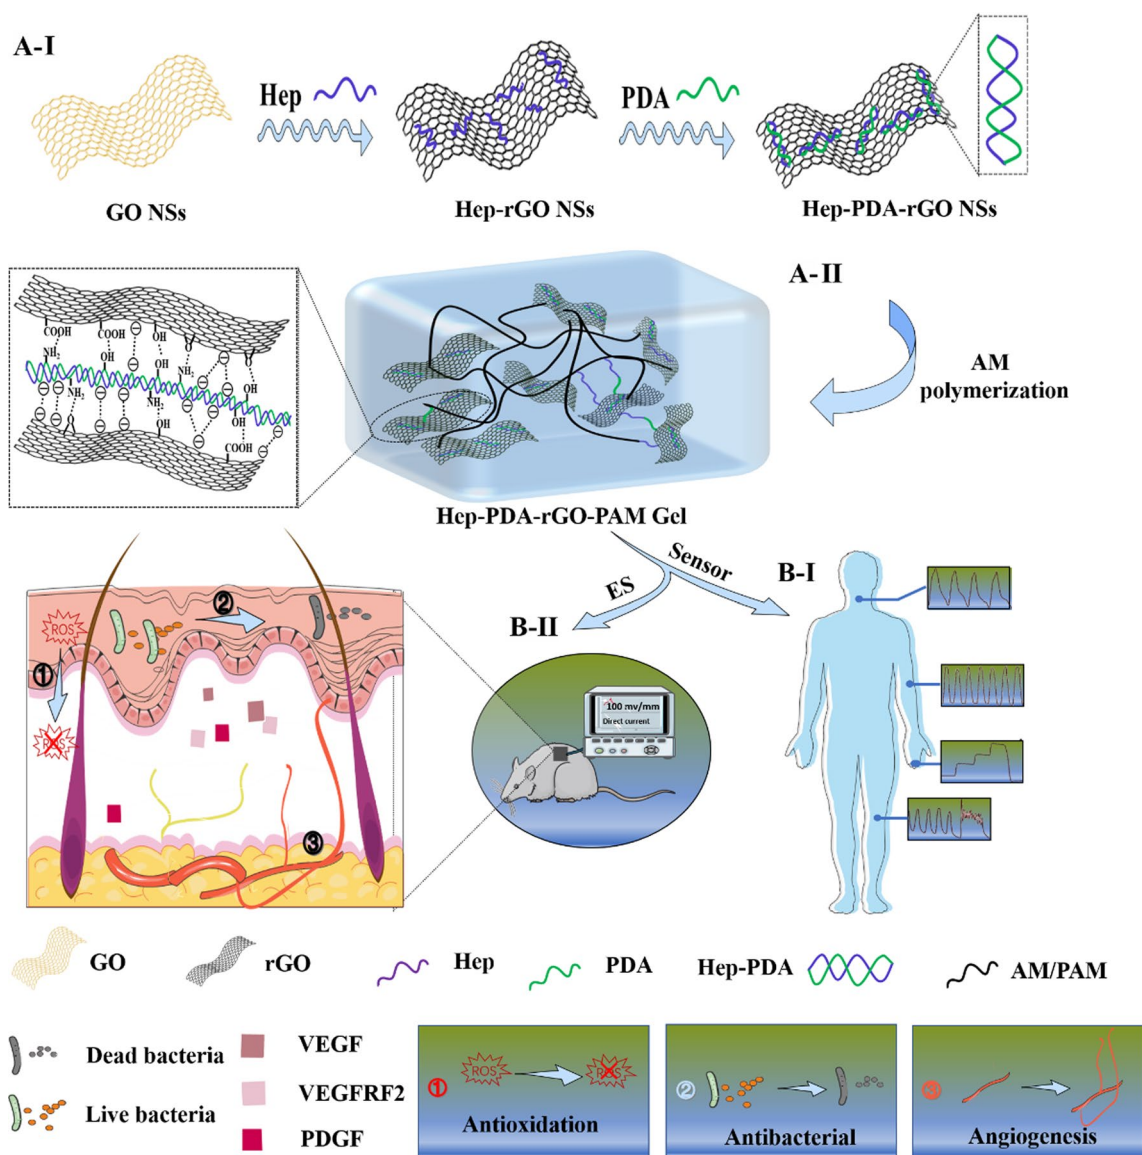 A-I
Hep
PDA
GO NSs
Hep-rGO NSs
Hep-PDA-rGO NSs
A-II
COOH
COOH
OH
OH
O
O
NH2
OH
OH
NH2
OH
NH2
NH2
OH
O
OH
COOH
AM
polymerization
Hep-PDA-rGO-PAM Gel
Sensor
ES
B-I
B-II
ROS
①
②
ROS
③
100 mv/mm
Direct current
GO
rGO
Hep
PDA
Hep-PDA
AM/PAM
Dead bacteria
Live bacteria
VEGF
VEGFRF2
PDGF
①
ROS
ROS
Antioxidation
②
Antibacterial
③
Angiogenesis